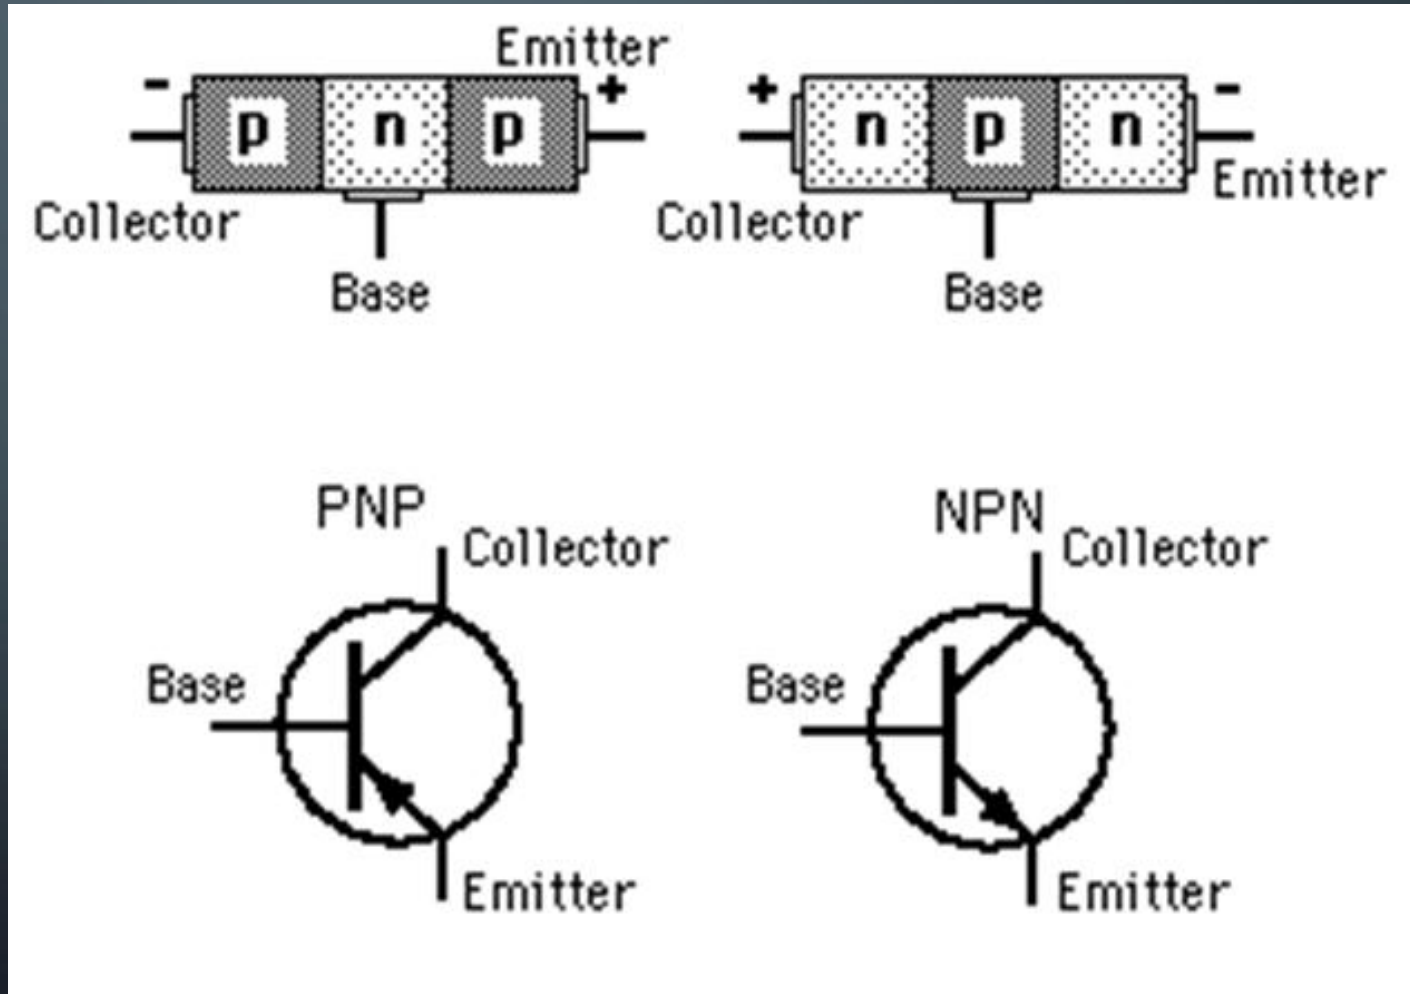 Emitter
- p n p +
Collector
Base
+ n p n -
Emitter
Collector
Base
PNP
Collector
Base
Emitter
NPN
Collector
Base
Emitter